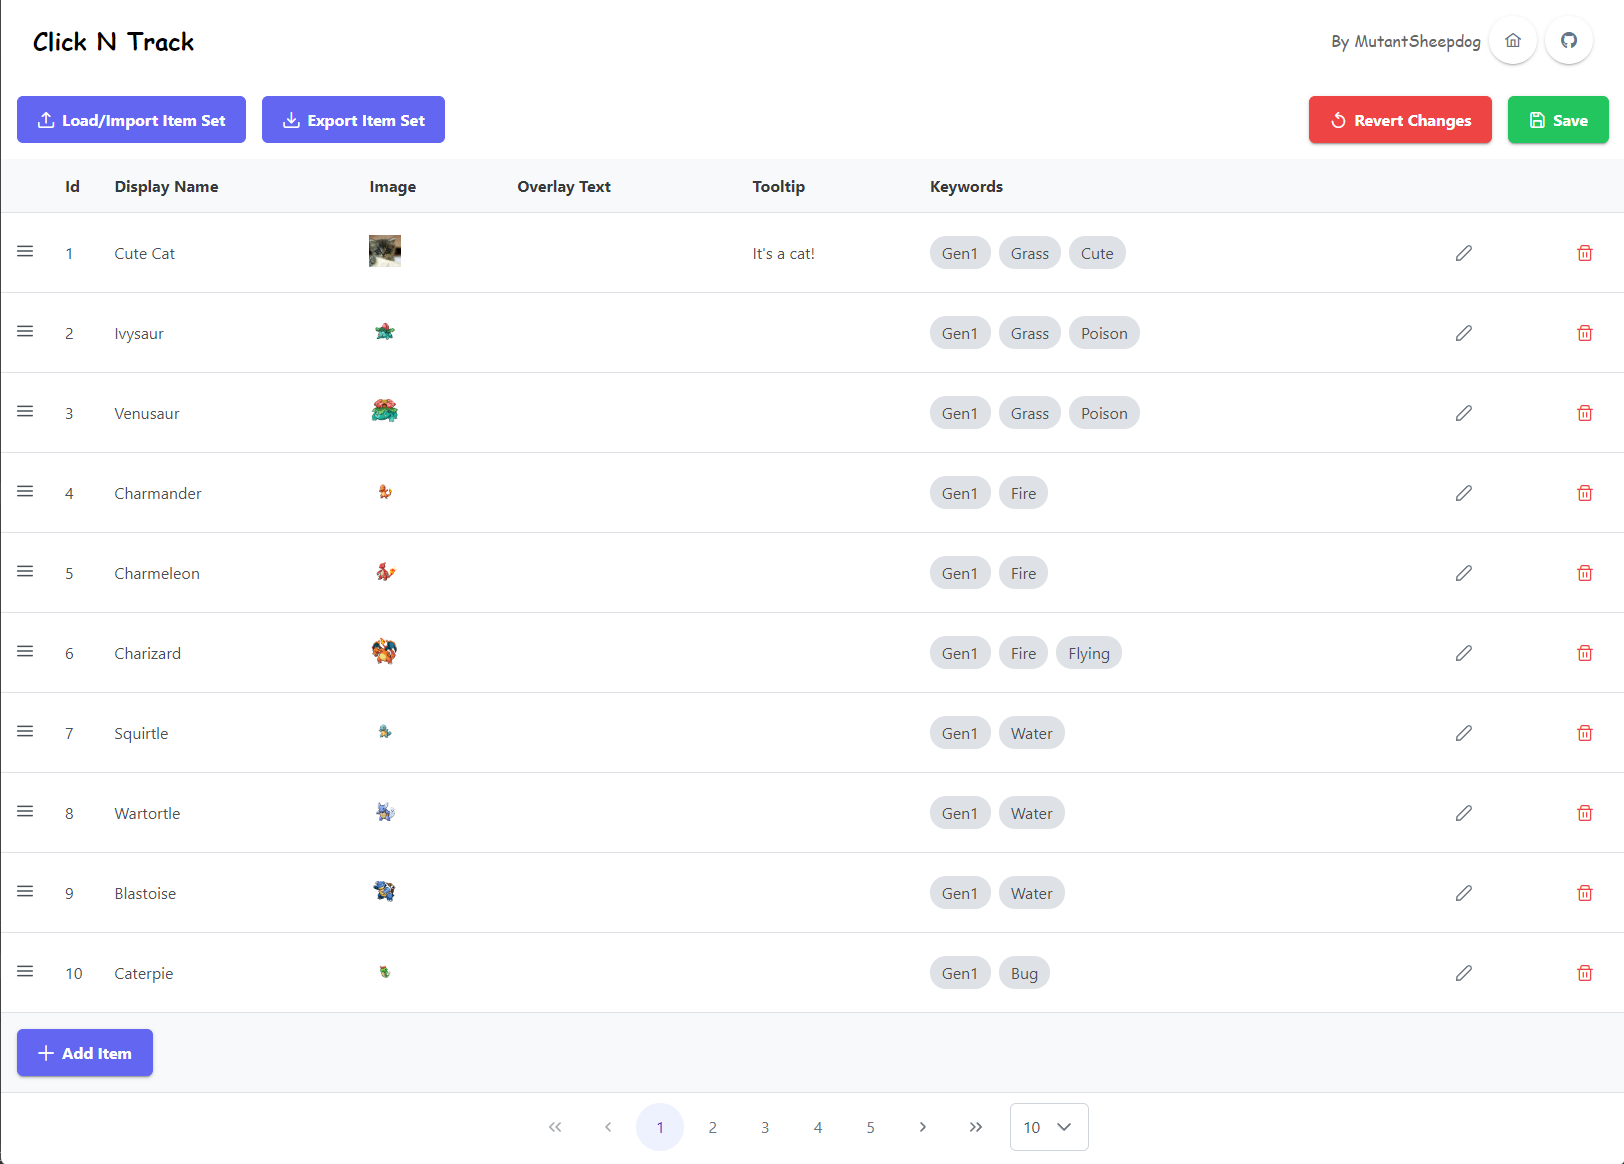 Click N Track
By MutantSheepdog
Load/Import Item Set
Export Item Set
Revert Changes
Save
Id Display Name Image Overlay Text Tooltip Keywords
1 Cute Cat It's a cat! Gen1 Grass Cute
2 Ivysaur Gen1 Grass Poison
3 Venusaur Gen1 Grass Poison
4 Charmander Gen1 Fire
5 Charmeleon Gen1 Fire
6 Charizard Gen1 Fire Flying
7 Squirtle Gen1 Water
8 Wartortle Gen1 Water
9 Blastoise Gen1 Water
10 Caterpie Gen1 Bug
Add Item
1 2 3 4 5 10